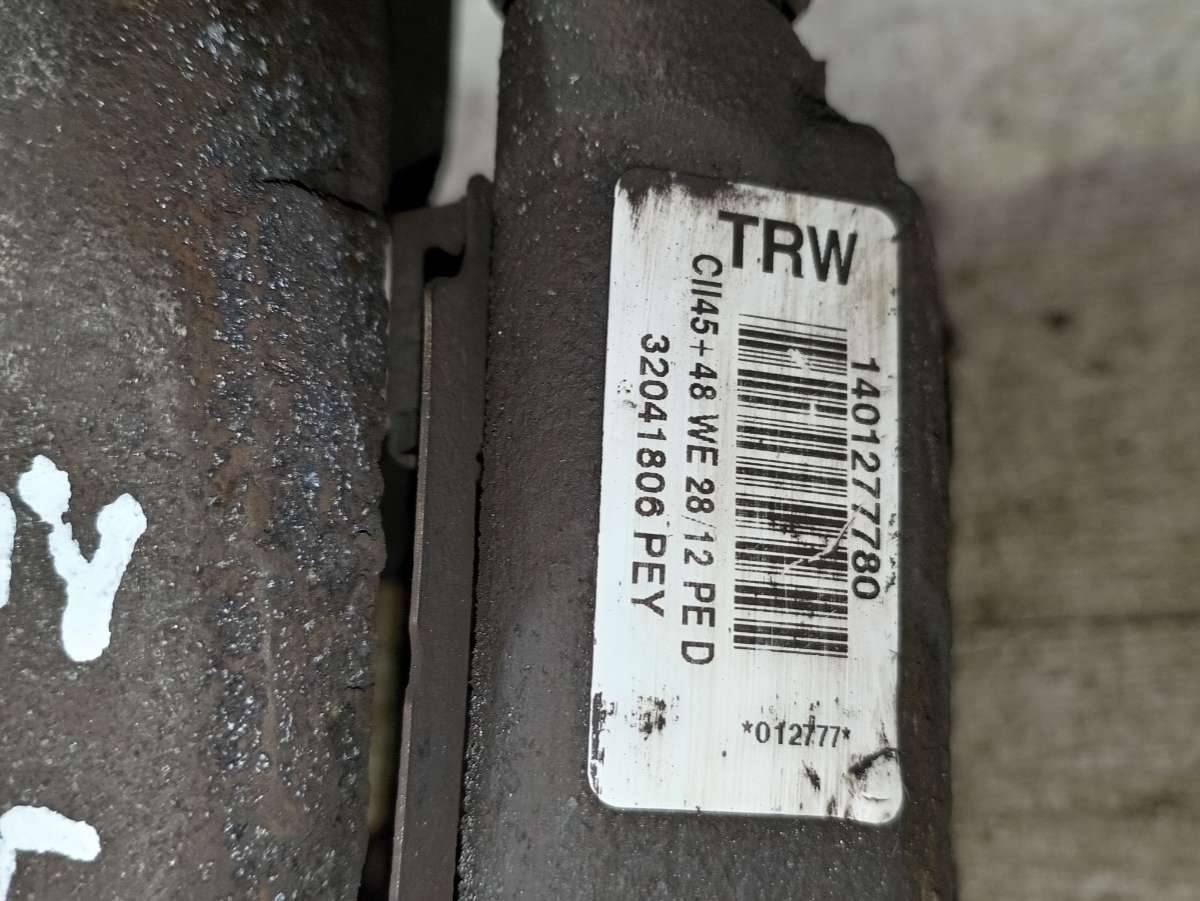 TRW
1401277780
CII45+48 WE 28/12 PE D
32041806 PEY
*012777*